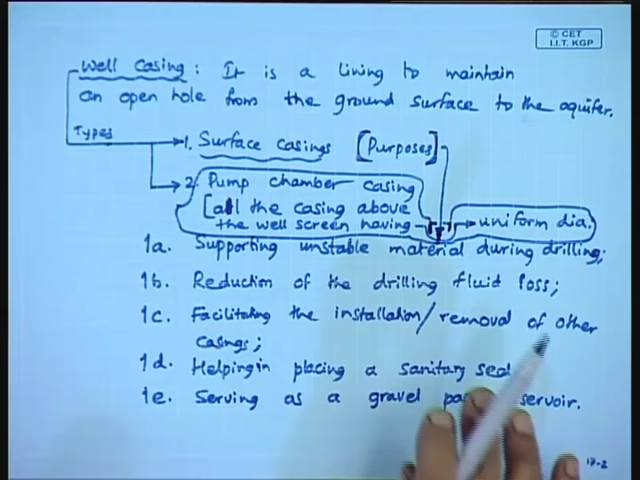 © CET
I.I.T. KGP
Well Casing : It is a lining to maintain
an open hole from the ground surface to the aquifer.
Types
1. Surface casings [Purposes]
2. Pump chamber casing
[all the casing above
the well screen having → uniform dia.
1a. Supporting unstable material during drilling;
1b. Reduction of the drilling fluid loss;
1c. Facilitating the installation/removal of other
casings;
1d. Helping in placing a sanitary seal
1e. Serving as a gravel servoir.
17-2